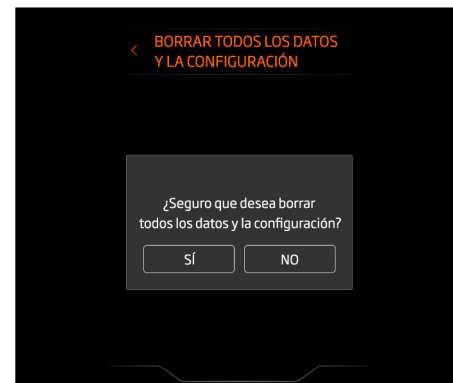 BORRAR TODOS LOS DATOS
Y LA CONFIGURACIÓN
¿Seguro que desea borrar
todos los datos y la configuración?
SÍ
NO